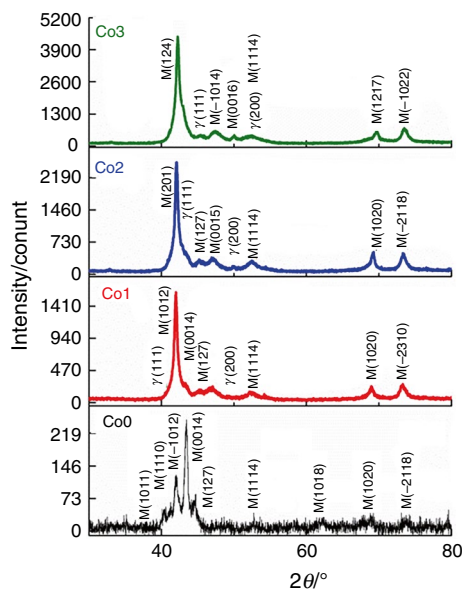 Intensity/conunt
5200
3900
2600
1300
0
Co3
M(124)
γ(111)
M(−1014)
M(0016)
γ(200)
M(1114)
M(1217)
M(−1022)
2190
1460
730
0
Co2
M(201)
γ(111)
M(127)
M(0015)
γ(200)
M(1114)
M(1020)
M(−2118)
1410
940
470
0
Co1
γ(111)
M(1012)
M(0014)
M(127)
γ(200)
M(1114)
M(1020)
M(−2310)
219
146
73
0
Co0
M(1011)
M(1110)
M(−1012)
M(0014)
M(127)
M(1114)
M(1018)
M(1020)
M(−2118)
40
60
80
2θ/°